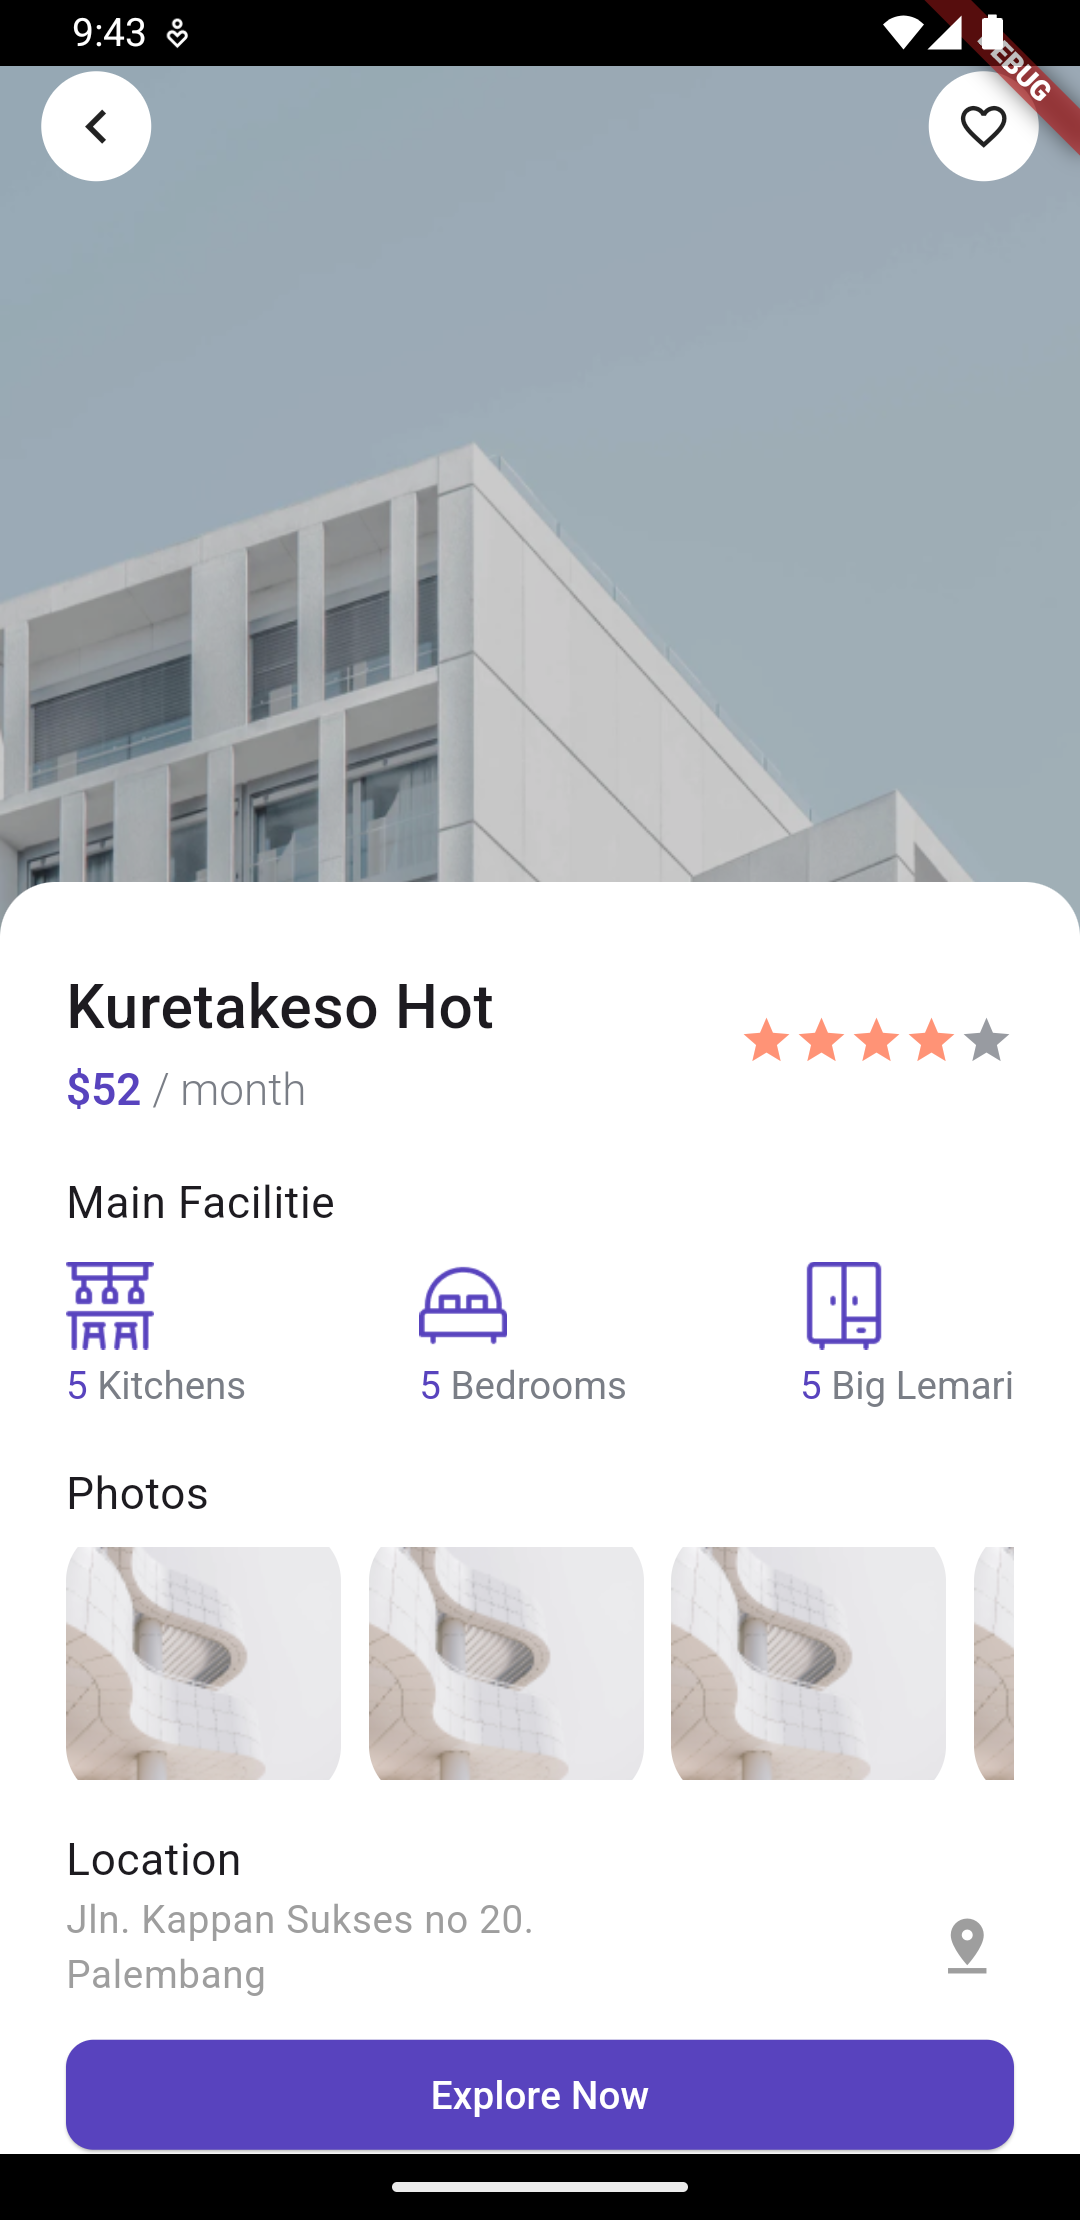 9:43
DEBUG
Kuretakeso Hot
$52 / month
Main Facilitie
5 Kitchens
5 Bedrooms
5 Big Lemari
Photos
Location
Jln. Kappan Sukses no 20.
Palembang
Explore Now